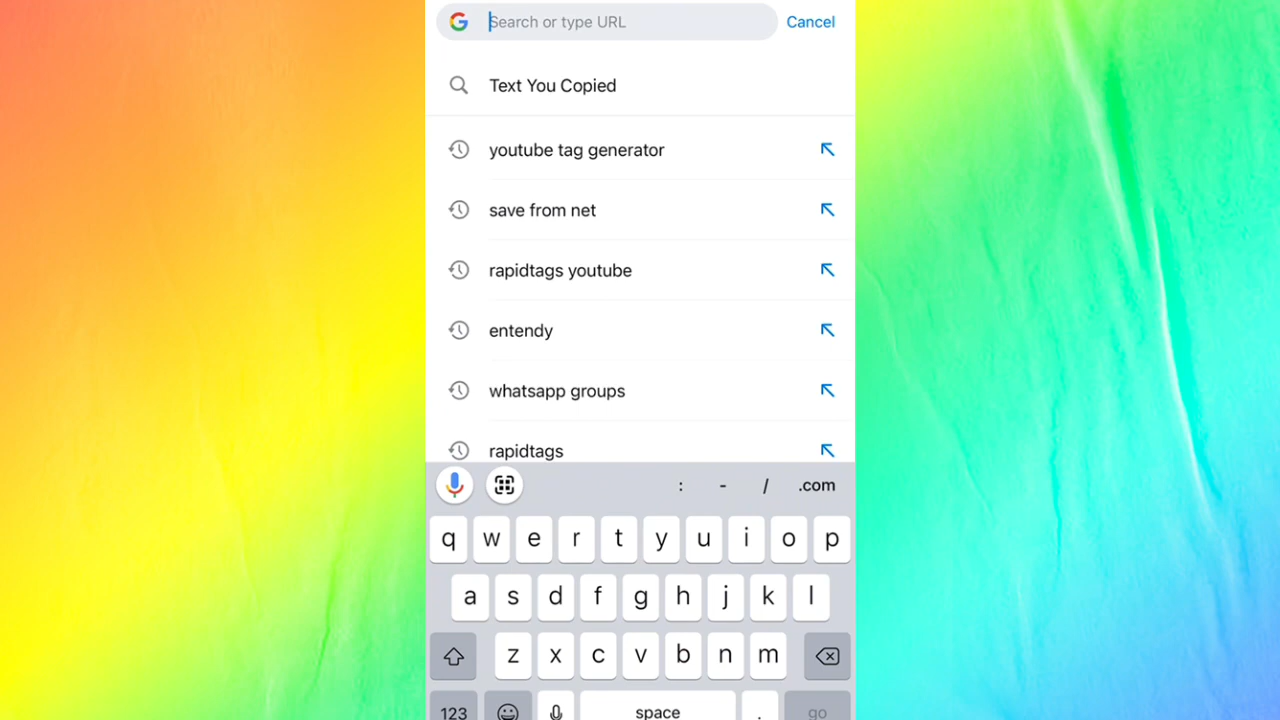 Search or type URL Cancel
Text You Copied
youtube tag generator
save from net
rapidtags youtube
entendy
whatsapp groups
rapidtags
: - / .com
q w e r t y u i o p
a s d f g h j k l
z x c v b n m
123 space . go